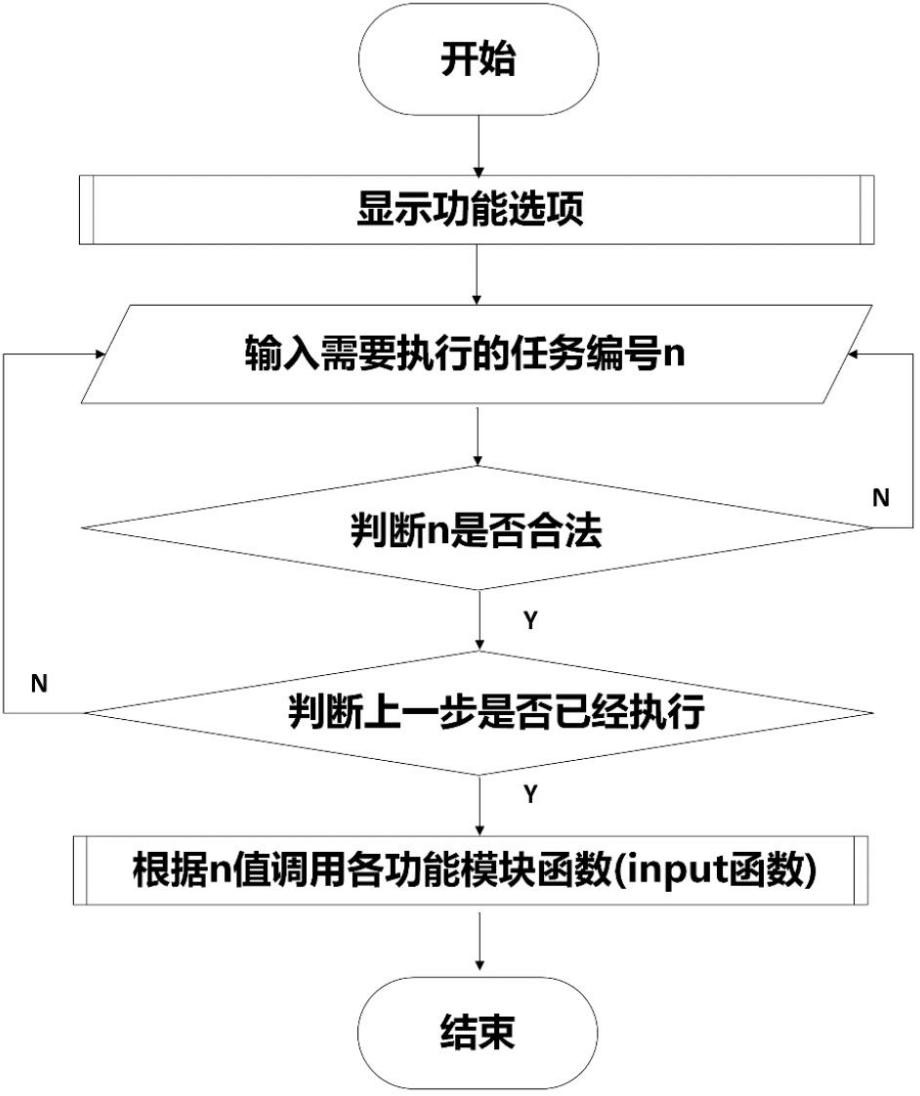 开始
显示功能选项
输入需要执行的任务编号n
判断n是否合法
N
Y
判断上一步是否已经执行
N
Y
根据n值调用各功能模块函数(input函数)
结束